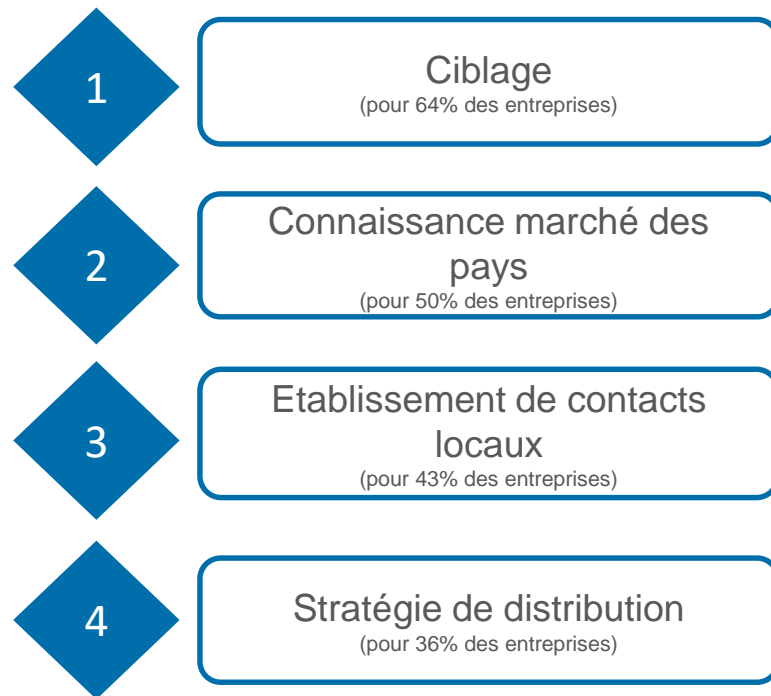 1
Ciblage
(pour 64% des entreprises)
2
Connaissance marché des
pays
(pour 50% des entreprises)
3
Etablissement de contacts
locaux
(pour 43% des entreprises)
4
Stratégie de distribution
(pour 36% des entreprises)